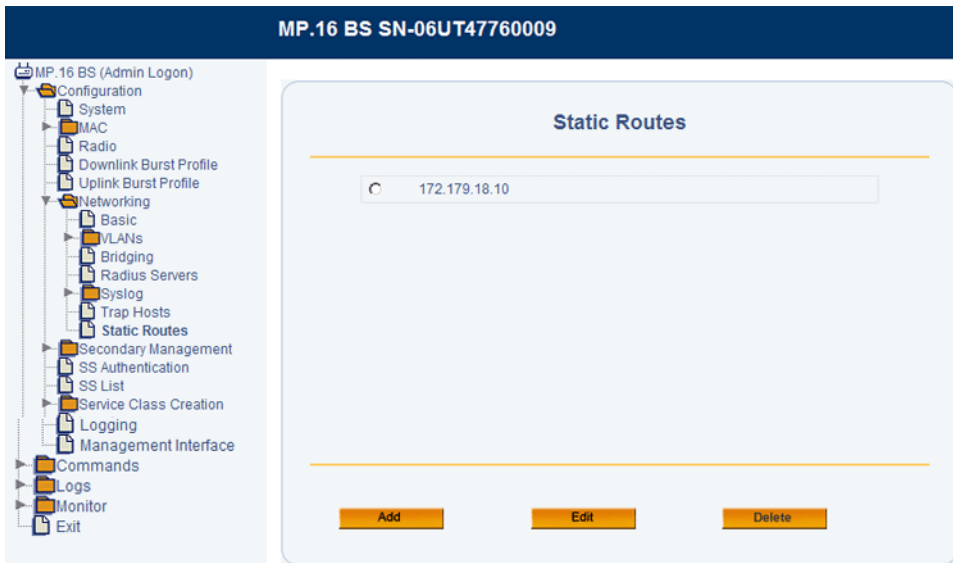 MP.16 BS SN-06UT47760009
MP.16 BS (Admin Logon)
Configuration
System
MAC
Radio
Downlink Burst Profile
Uplink Burst Profile
Networking
Basic
VLANs
Bridging
Radius Servers
Syslog
Trap Hosts
Static Routes
Secondary Management
SS Authentication
SS List
Service Class Creation
Logging
Management Interface
Commands
Logs
Monitor
Exit
Static Routes
172.179.18.10
Add Edit Delete